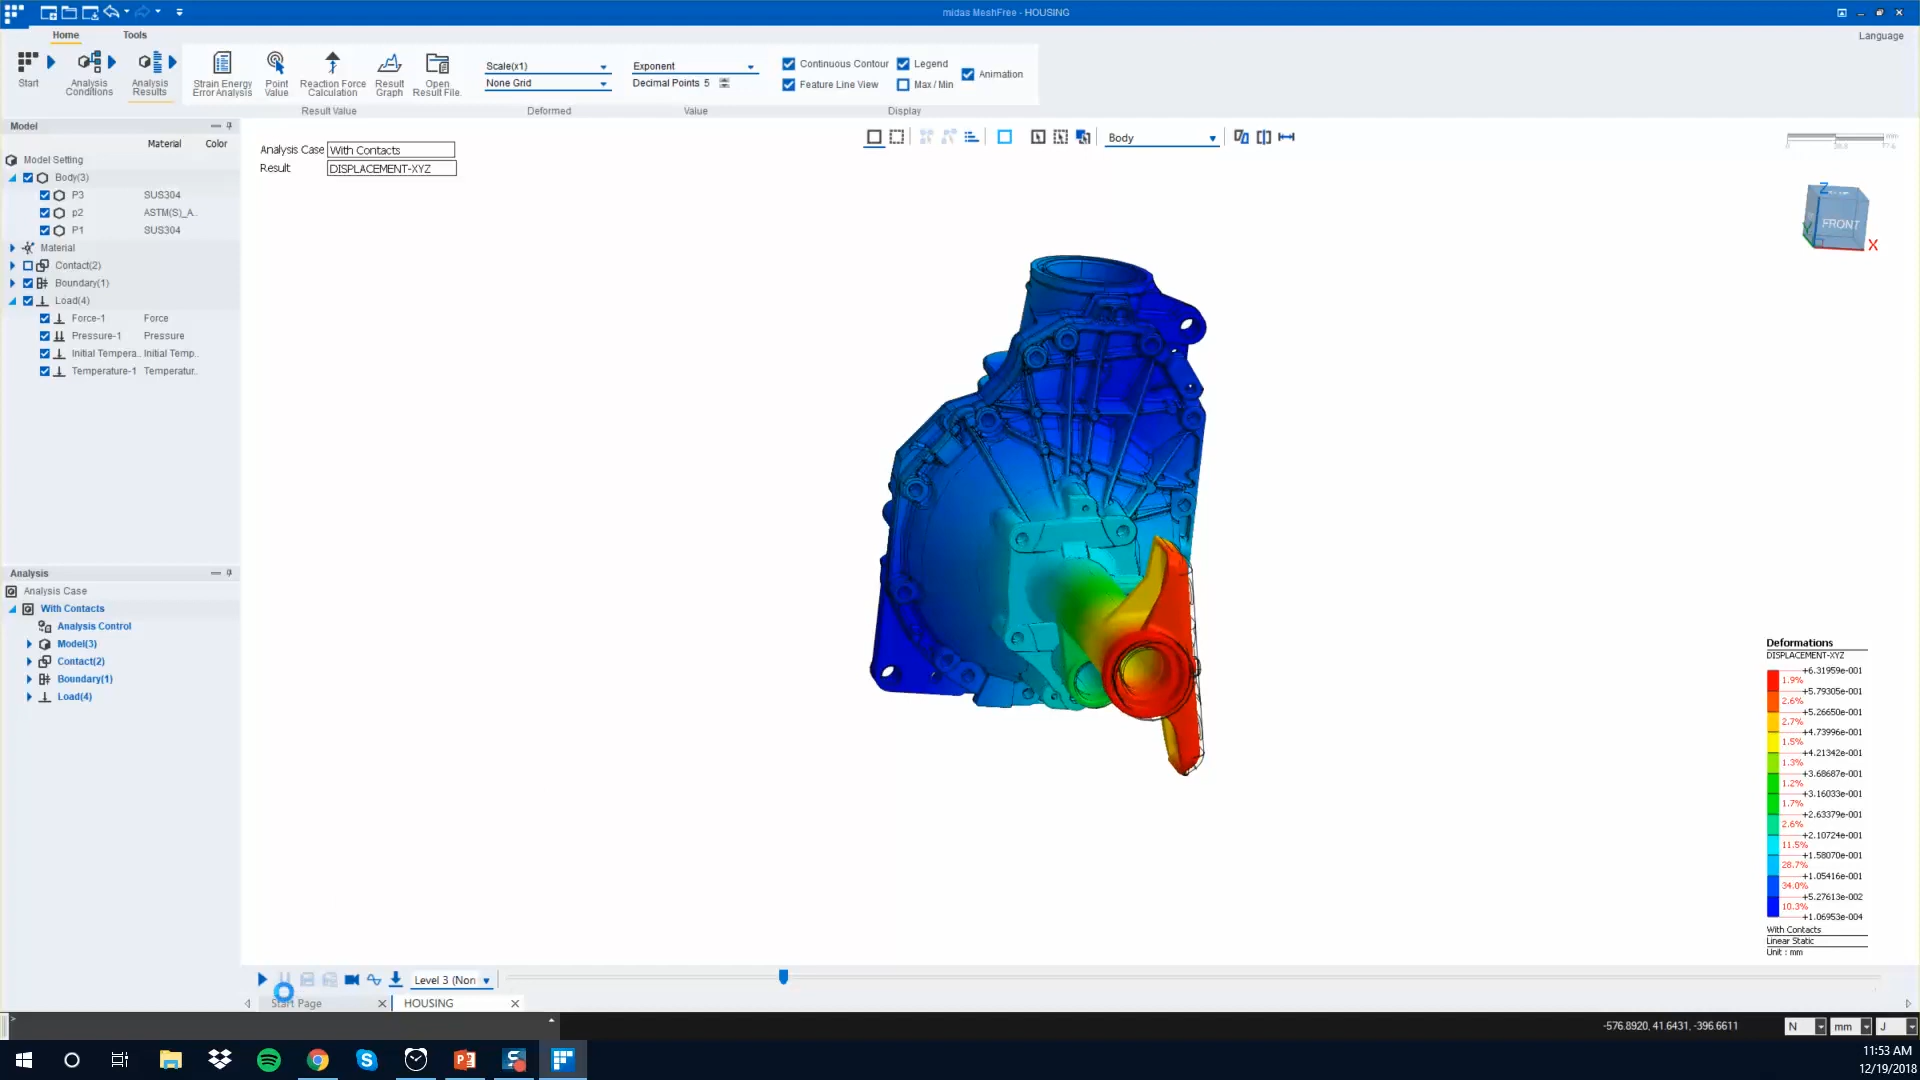 midas MeshFree - HOUSING
Home Tools
Language
Start
Analysis Conditions
Analysis Results
Strain Energy Error Analysis
Point Value
Reaction Force Calculation
Result Graph
Open Result File.
Result Value
Scale(x1)
None Grid
Deformed
Exponent
Decimal Points 5
Value
Continuous Contour
Legend
Animation
Feature Line View
Max / Min
Display
Model
Material Color
Model Setting
Body(3)
P3 SUS304
p2 ASTM(S)_A..
P1 SUS304
Material
Contact(2)
Boundary(1)
Load(4)
Force-1 Force
Pressure-1 Pressure
Initial Tempera.. Initial Temp..
Temperature-1 Temperatur..
Analysis
Analysis Case
With Contacts
Analysis Control
Model(3)
Contact(2)
Boundary(1)
Load(4)
Analysis Case With Contacts
Result DISPLACEMENT-XYZ
Body
mm
0
77.6
Z
FRONT
Y
X
Deformations
DISPLACEMENT-XYZ
+6.31959e-001
1.9%
+5.79305e-001
2.6%
+5.26650e-001
2.7%
+4.73996e-001
1.5%
+4.21342e-001
1.3%
+3.68687e-001
1.2%
+3.16033e-001
1.7%
+2.63379e-001
2.6%
+2.10724e-001
11.5%
+1.58070e-001
28.7%
+1.05416e-001
34.0%
+5.27613e-002
10.3%
+1.06953e-004
With Contacts
Linear Static
Unit : mm
Level 3 (Non
Start Page
HOUSING
>
-576.8920, 41.6431, -396.6611
N mm J
11:53 AM
12/19/2018